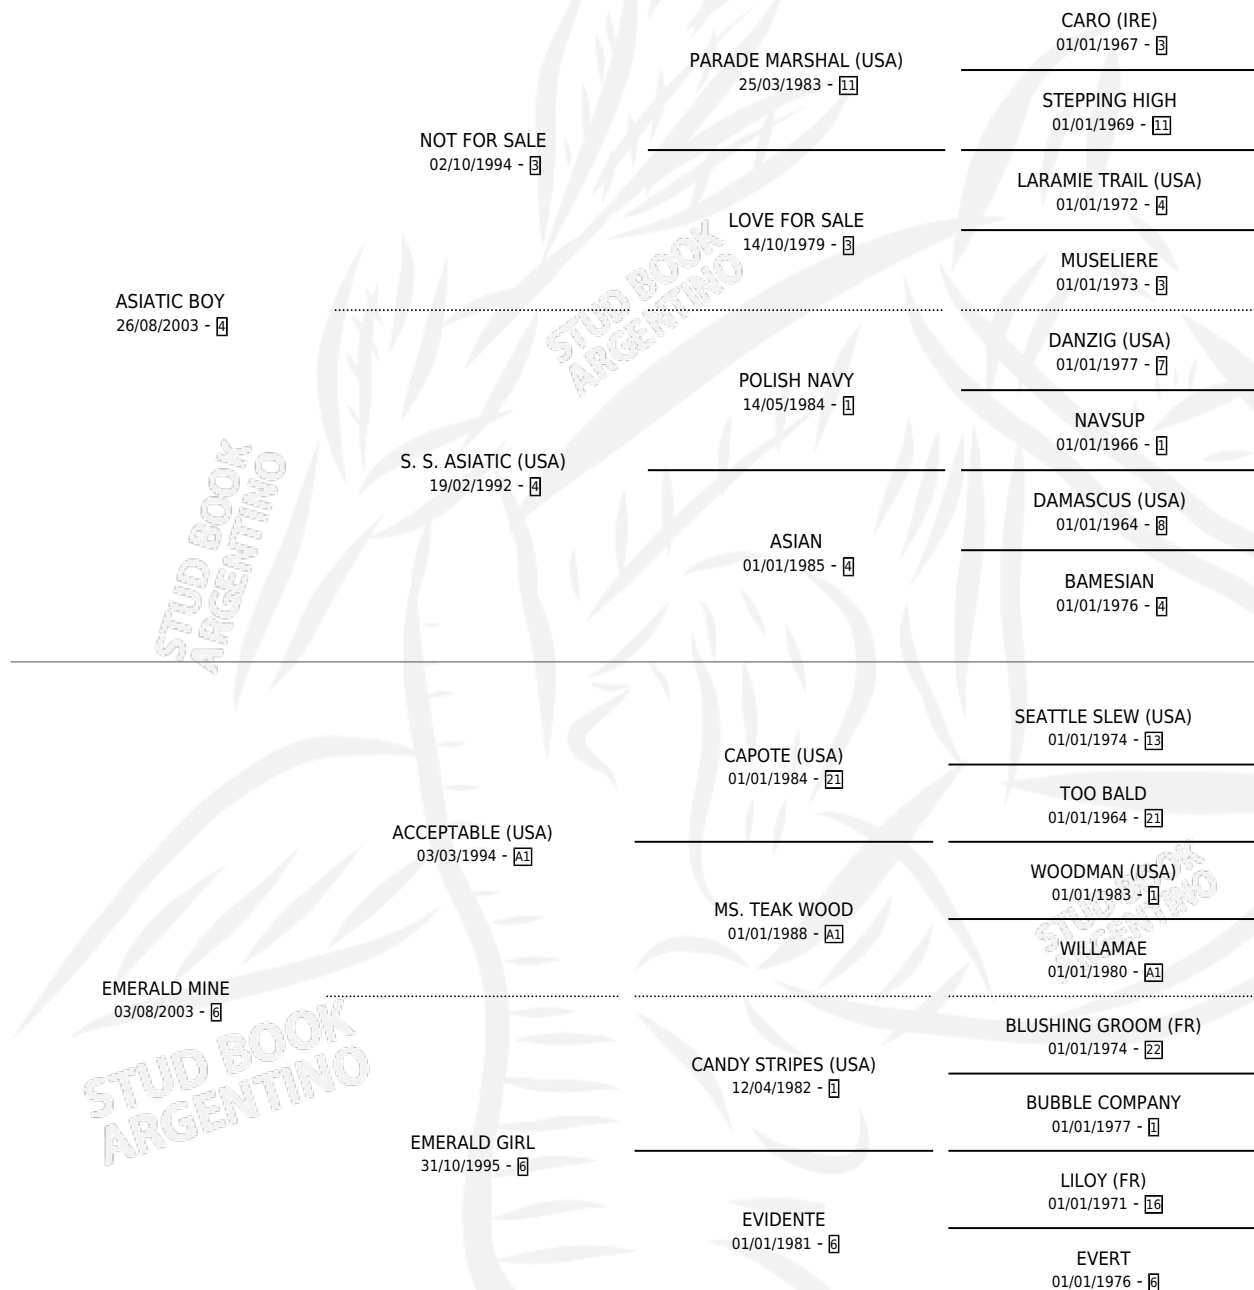 CARO (IRE)
01/01/1967 - 3
PARADE MARSHAL (USA)
25/03/1983 - 11
STEPPING HIGH
01/01/1969 - 11
NOT FOR SALE
02/10/1994 - 3
LARAMIE TRAIL (USA)
01/01/1972 - 4
LOVE FOR SALE
14/10/1979 - 3
MUSELIERE
01/01/1973 - 3
ASIATIC BOY
26/08/2003 - 4
STUD BOOK
ARGENTINO
DANZIG (USA)
01/01/1977 - 7
POLISH NAVY
14/05/1984 - 1
NAVSUP
01/01/1966 - 1
S. S. ASIATIC (USA)
19/02/1992 - 4
DAMASCUS (USA)
01/01/1964 - 8
ASIAN
01/01/1985 - 4
BAMESIAN
01/01/1976 - 4
STUD BOOK
ARGENTINO
SEATTLE SLEW (USA)
01/01/1974 - 13
CAPOTE (USA)
01/01/1984 - 21
TOO BALD
01/01/1964 - 21
ACCEPTABLE (USA)
03/03/1994 - A1
WOODMAN (USA)
01/01/1983 - 1
MS. TEAK WOOD
01/01/1988 - A1
WILLAMAE
01/01/1980 - A1
STUD BOOK
ARGENTINO
EMERALD MINE
03/08/2003 - 6
BLUSHING GROOM (FR)
01/01/1974 - 22
CANDY STRIPES (USA)
12/04/1982 - 1
BUBBLE COMPANY
01/01/1977 - 1
EMERALD GIRL
31/10/1995 - 6
LILOY (FR)
01/01/1971 - 16
EVIDENTE
01/01/1981 - 6
EVERT
01/01/1976 - 6
STUD BOOK
ARGENTINO